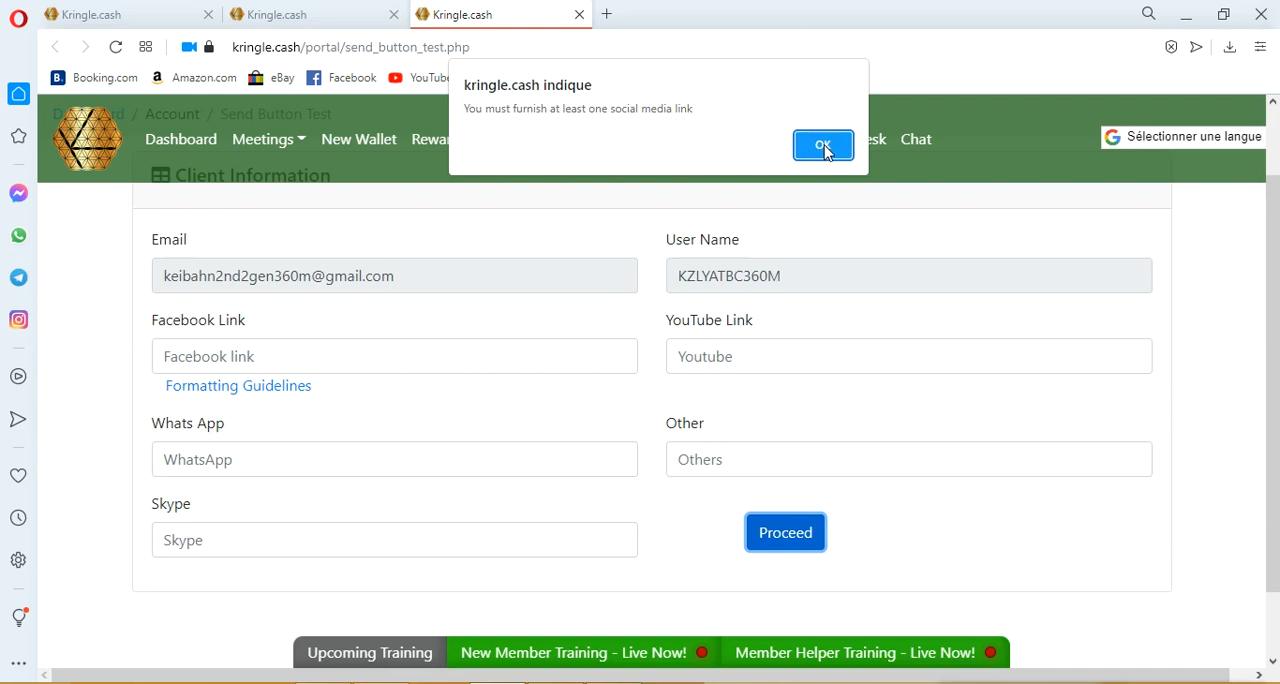 Kringle.cash
Kringle.cash
Kringle.cash
kringle.cash/portal/send_button_test.php
Booking.com
Amazon.com
eBay
Facebook
kringle.cash indique
You must furnish at least one social media link
OK
Account / Send Button Test
Dashboard
Meetings
New Wallet
Chat
Sélectionner une langue
Client Information
Email
User Name
keibahn2nd2gen360m@gmail.com
KZLYATBC360M
Facebook Link
YouTube Link
Facebook link
Youtube
Formatting Guidelines
Whats App
Other
WhatsApp
Others
Skype
Skype
Proceed
Upcoming Training
New Member Training - Live Now!
Member Helper Training - Live Now!